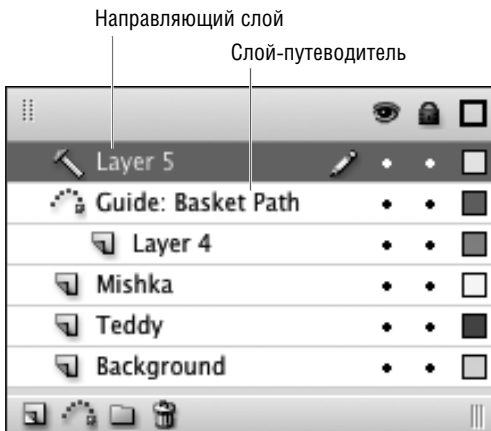 Направляющий слой
Слой-путеводитель
Layer 5
Guide: Basket Path
Layer 4
Mishka
Teddy
Background